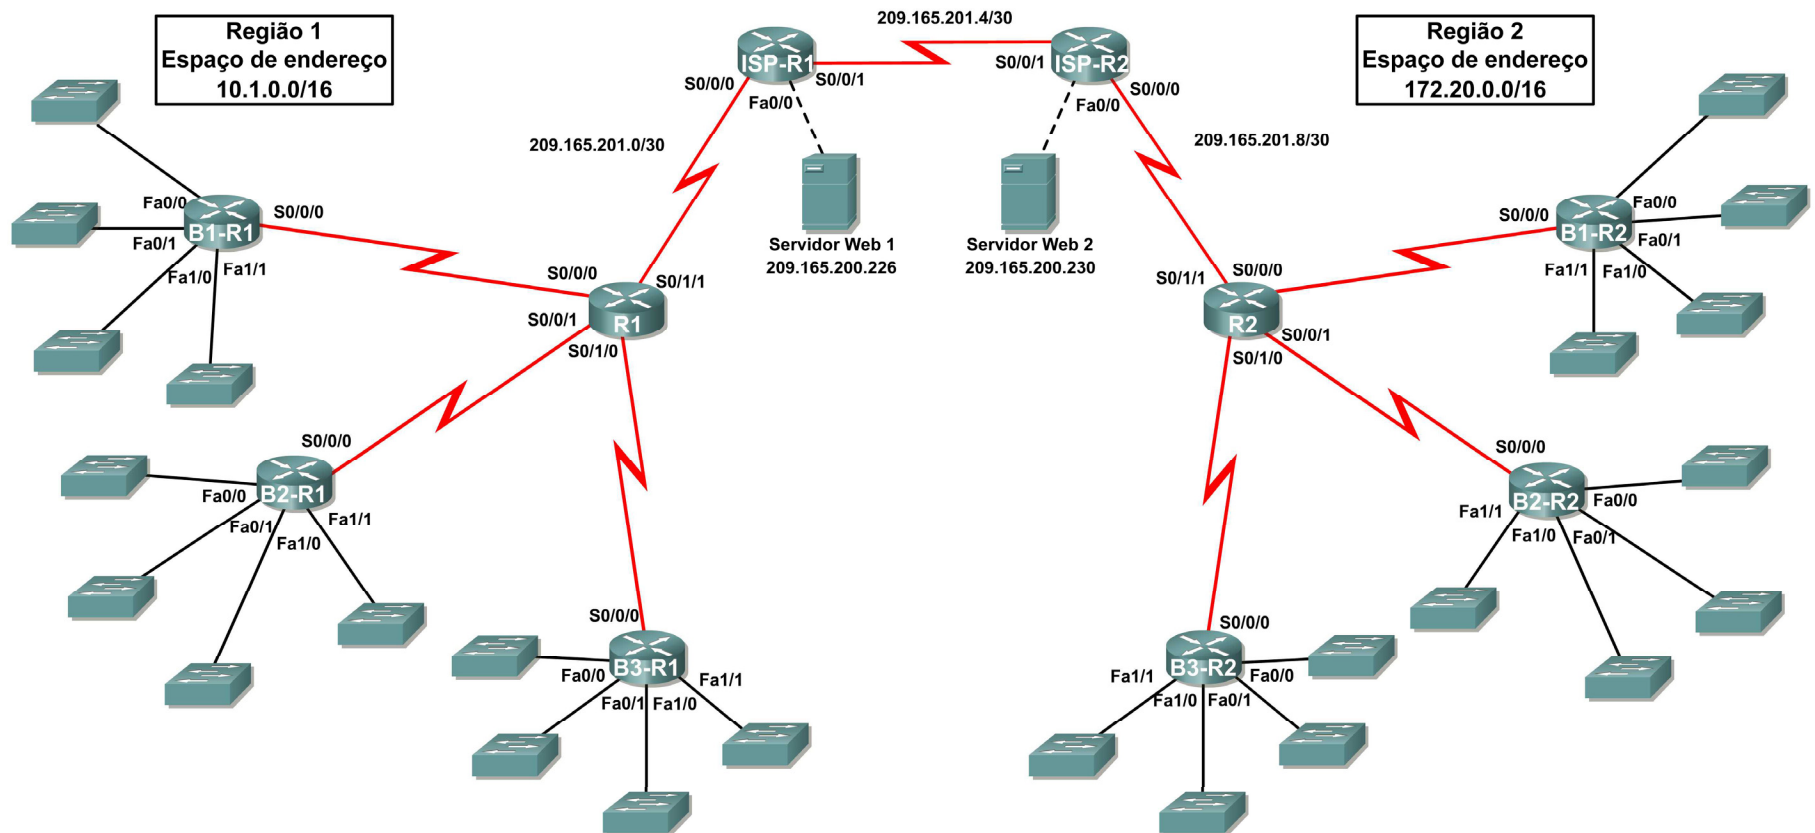 Região 1
Espaço de endereço
10.1.0.0/16
209.165.201.4/30
Região 2
Espaço de endereço
172.20.0.0/16
ISP-R1
S0/0/0
S0/0/1
Fa0/0
ISP-R2
S0/0/1
S0/0/0
Fa0/0
209.165.201.0/30
209.165.201.8/30
Servidor Web 1
209.165.200.226
Servidor Web 2
209.165.200.230
B1-R1
Fa0/0
S0/0/0
Fa0/1
Fa1/0
Fa1/1
R1
S0/0/0
S0/1/1
S0/0/1
S0/1/0
R2
S0/1/1
S0/0/0
S0/0/1
S0/1/0
B1-R2
S0/0/0
Fa0/0
Fa0/1
Fa1/1
Fa1/0
B2-R1
S0/0/0
Fa0/0
Fa0/1
Fa1/0
Fa1/1
B2-R2
S0/0/0
Fa0/0
Fa1/1
Fa1/0
Fa0/1
B3-R1
S0/0/0
Fa0/0
Fa0/1
Fa1/0
Fa1/1
B3-R2
S0/0/0
Fa1/1
Fa0/0
Fa1/0
Fa0/1